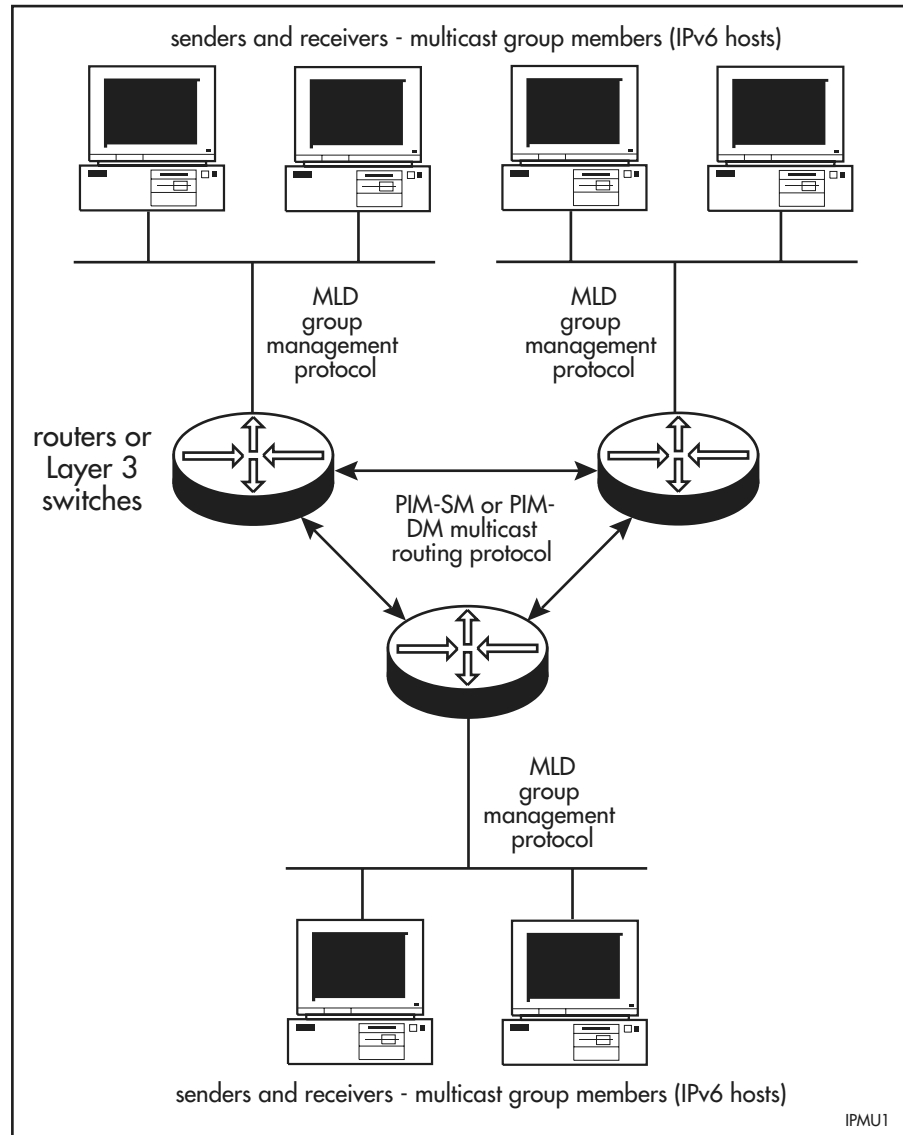 senders and receivers - multicast group members (IPv6 hosts)
MLD
group
management
protocol
MLD
group
management
protocol
routers or
Layer 3
switches
PIM-SM or PIM-
DM multicast
routing protocol
MLD
group
management
protocol
senders and receivers - multicast group members (IPv6 hosts)
IPMU1